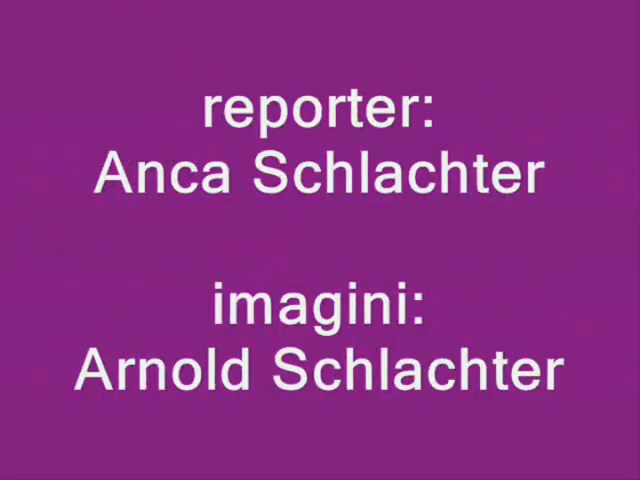 reporter:
Anca Schlachter
imagini:
Arnold Schlachter